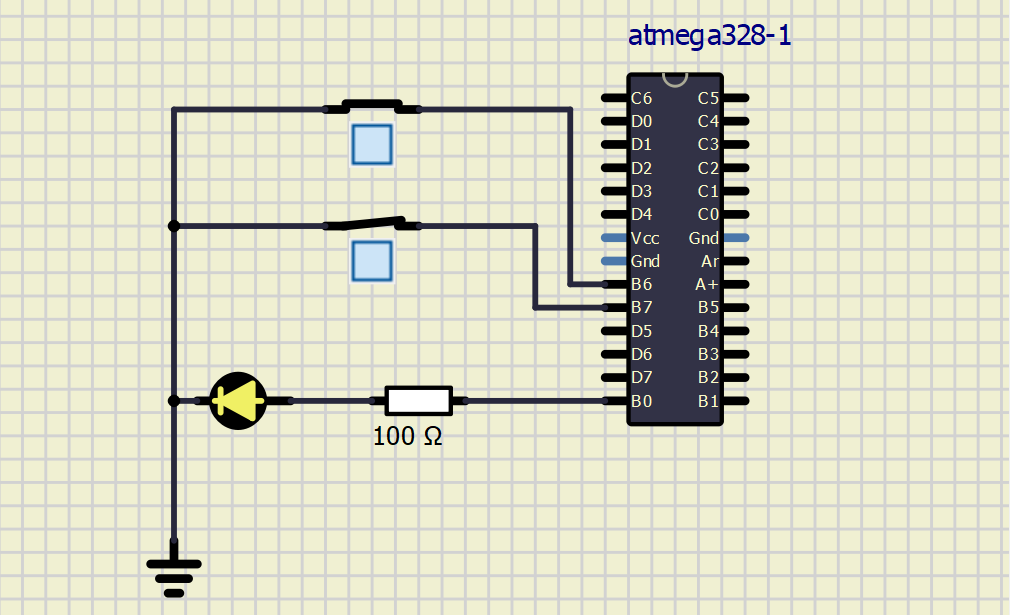 atmega328-1
C6 C5
D0 C4
D1 C3
D2 C2
D3 C1
D4 C0
Vcc Gnd
Gnd Ar
B6 A+
B7 B5
D5 B4
D6 B3
D7 B2
B0 B1
100 Ω